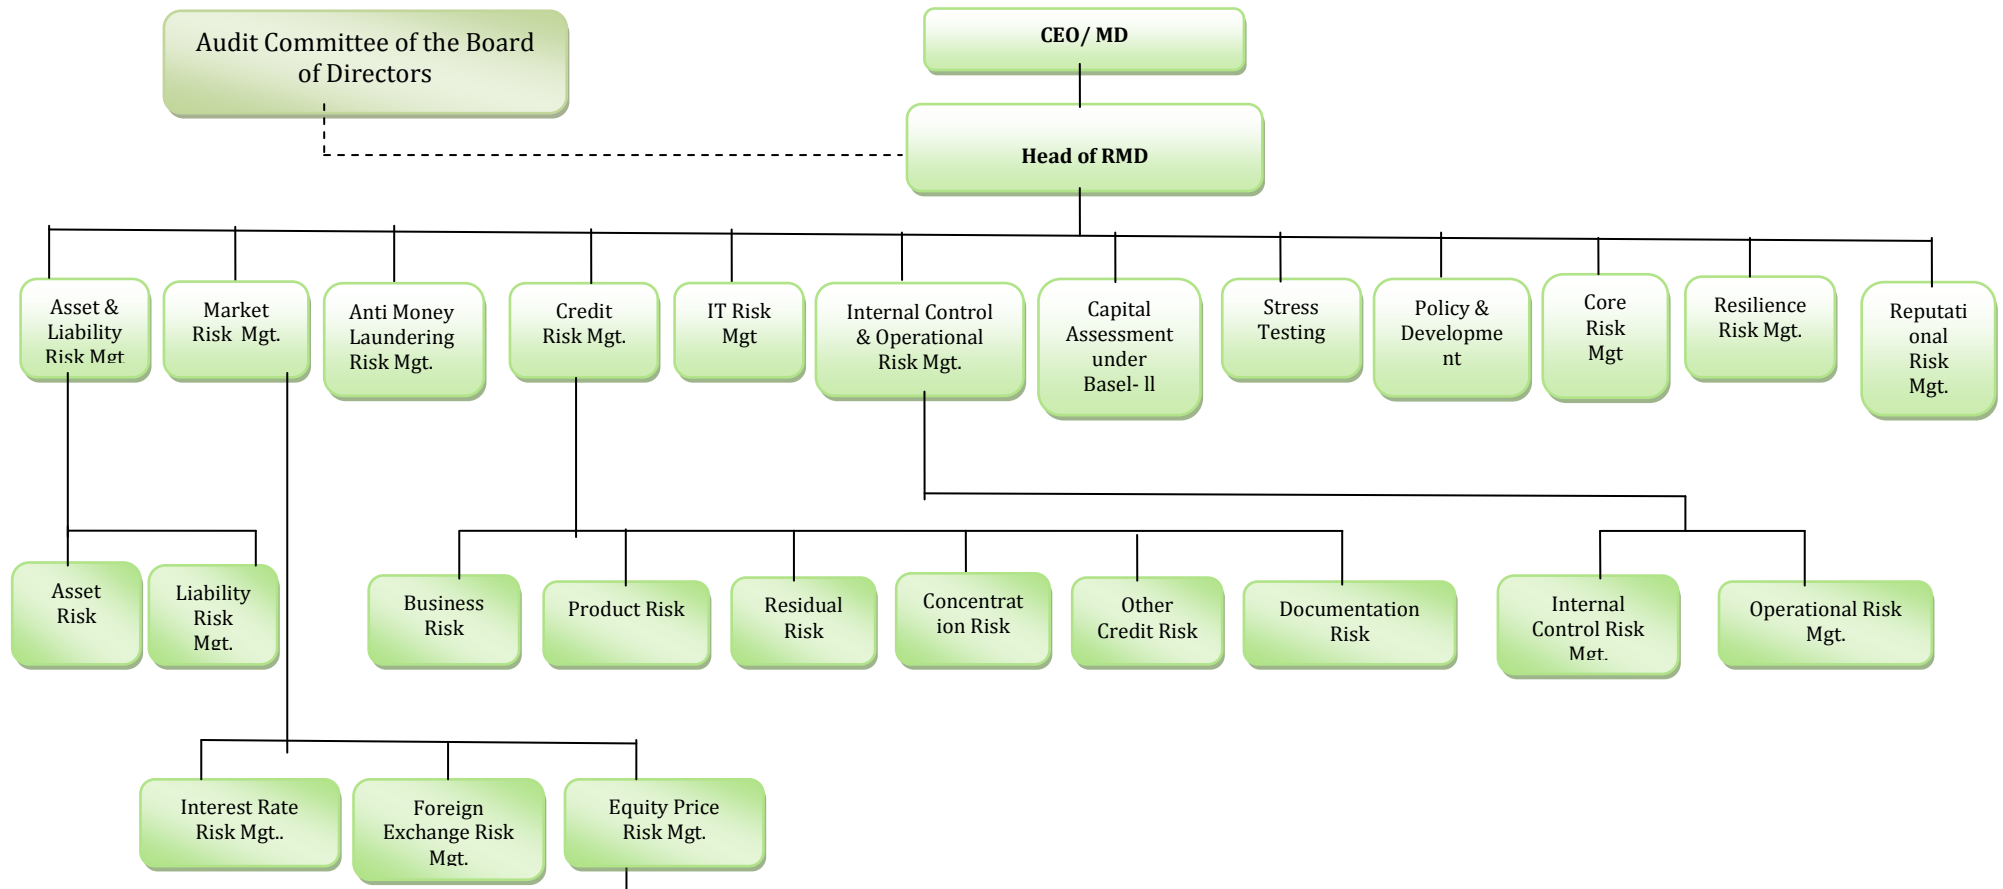 Audit Committee of the Board
of Directors
CEO/ MD
Head of RMD
Asset &
Liability
Risk Mgt
Market
Risk Mgt.
Anti Money
Laundering
Risk Mgt.
Credit
Risk Mgt.
IT Risk
Mgt
Internal Control
& Operational
Risk Mgt.
Capital
Assessment
under
Basel- ll
Stress
Testing
Policy &
Developme
nt
Core
Risk
Mgt
Resilience
Risk Mgt.
Reputati
onal
Risk
Mgt.
Asset
Risk
Liability
Risk
Mgt.
Business
Risk
Product Risk
Residual
Risk
Concentrat
ion Risk
Other
Credit Risk
Documentation
Risk
Internal
Control Risk
Mgt.
Operational Risk
Mgt.
Interest Rate
Risk Mgt..
Foreign
Exchange Risk
Mgt.
Equity Price
Risk Mgt.